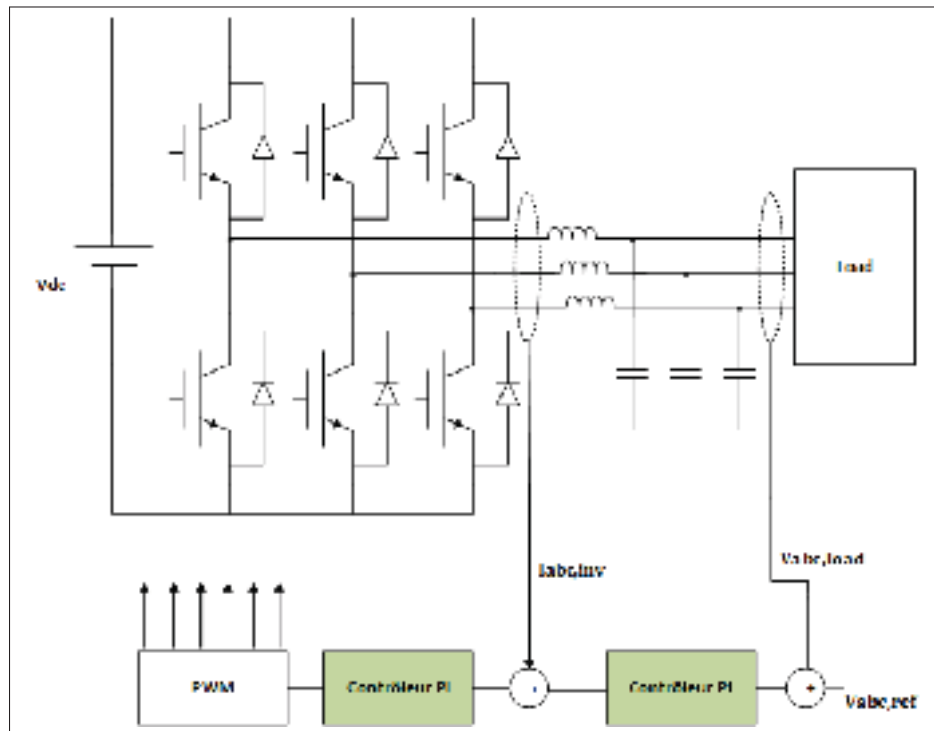 Vdc
Load
Iabc,inv
Vabc,load
PWM
Contrôleur PI
Contrôleur PI
+
Vabc,ref